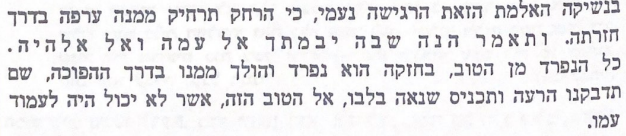 בנשיקה האלמת הזאת הרגישה נעמי, כי הרחק תרחיק ממנה ערפה בדרך
חזרתה. ותאמר הנה שבה יבמתך אל עמה ואל אלהיה.
כל הנפרד מן הטוב, בחזקה הוא נפרד והולך ממנו בדרך ההפוכה, שם
תדבקנו הרעה ותכניס שנאה בלבו, אל הטוב הזה, אשר לא יכול היה לעמוד
עמו.